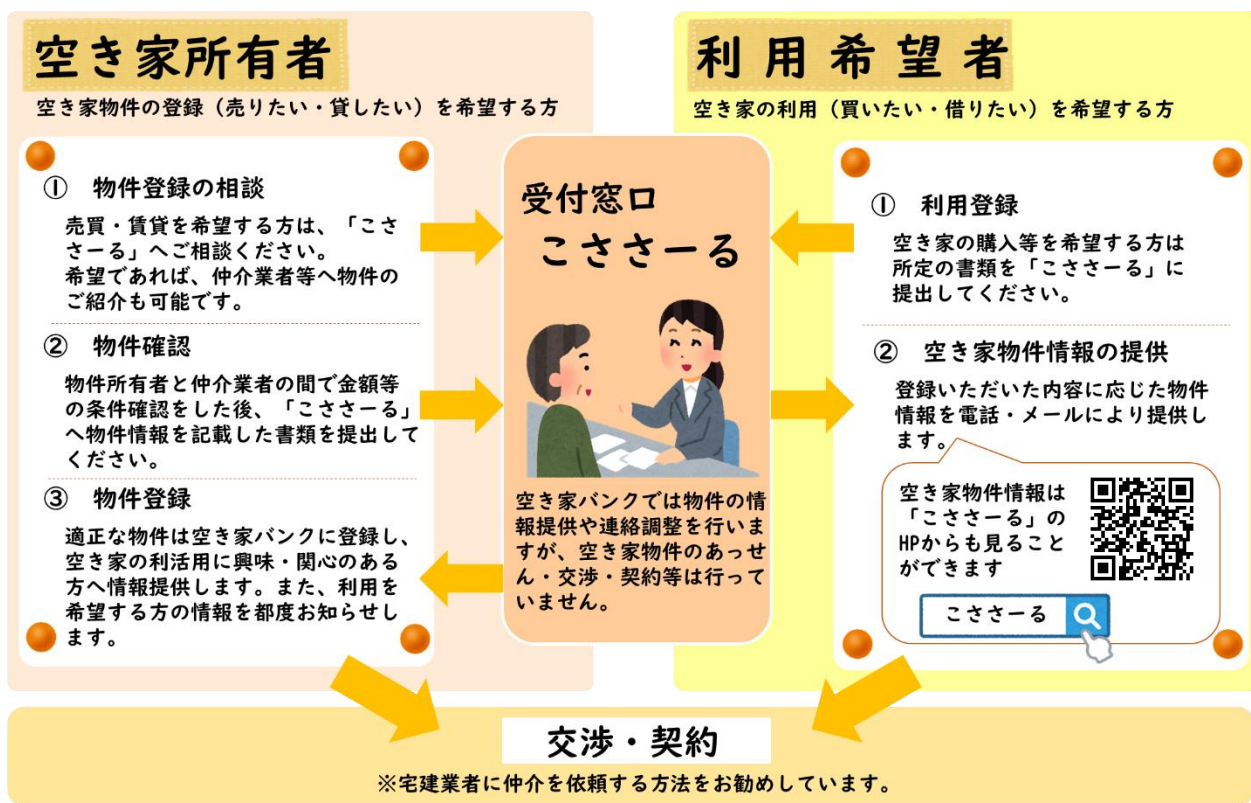 空き家所有者
空き家物件の登録（売りたい・貸したい）を希望する方
① 物件登録の相談
売買・賃貸を希望する方は、「こさ
さーる」へご相談ください。
希望であれば、仲介業者等へ物件の
ご紹介も可能です。
② 物件確認
物件所有者と仲介業者の間で金額等
の条件確認をした後、「こささーる」
へ物件情報を記載した書類を提出して
ください。
③ 物件登録
適正な物件は空き家バンクに登録し、
空き家の利活用に興味・関心のある
方へ情報提供します。また、利用を
希望する方の情報を都度お知らせし
ます。
受付窓口
こささーる
空き家バンクでは物件の情
報提供や連絡調整を行いま
すが、空き家物件のあっせ
ん・交渉・契約等は行って
いません。
利用希望者
空き家の利用（買いたい・借りたい）を希望する方
① 利用登録
空き家の購入等を希望する方は
所定の書類を「こささーる」に
提出してください。
② 空き家物件情報の提供
登録いただいた内容に応じた物件
情報を電話・メールにより提供し
ます。
空き家物件情報は
「こささーる」の
HPからも見ること
ができます
こささーる
交渉・契約
※宅建業者に仲介を依頼する方法をお勧めしています。